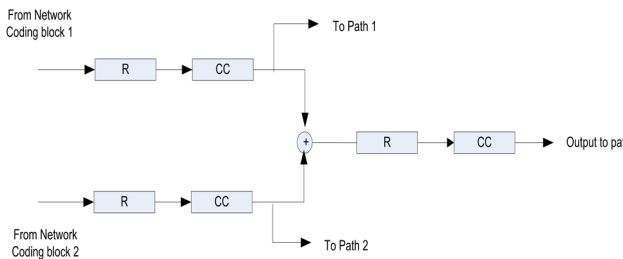 From Network
Coding block 1
To Path 1
R
CC
+
R
CC
Output to pa
R
CC
From Network
Coding block 2
To Path 2